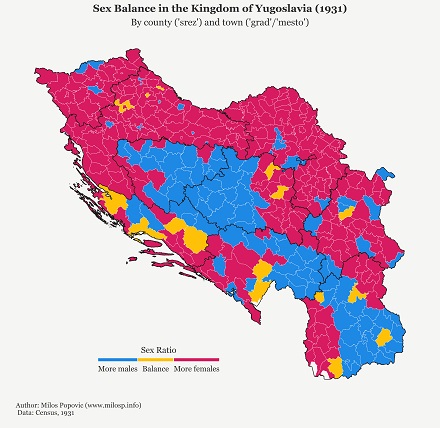 Sex Balance in the Kingdom of Yugoslavia (1931)
By county ('srez') and town ('grad'/'mesto')
Sex Ratio
More males Balance More females
Author: Milos Popovic (www.milosp.info)
Data: Census, 1931